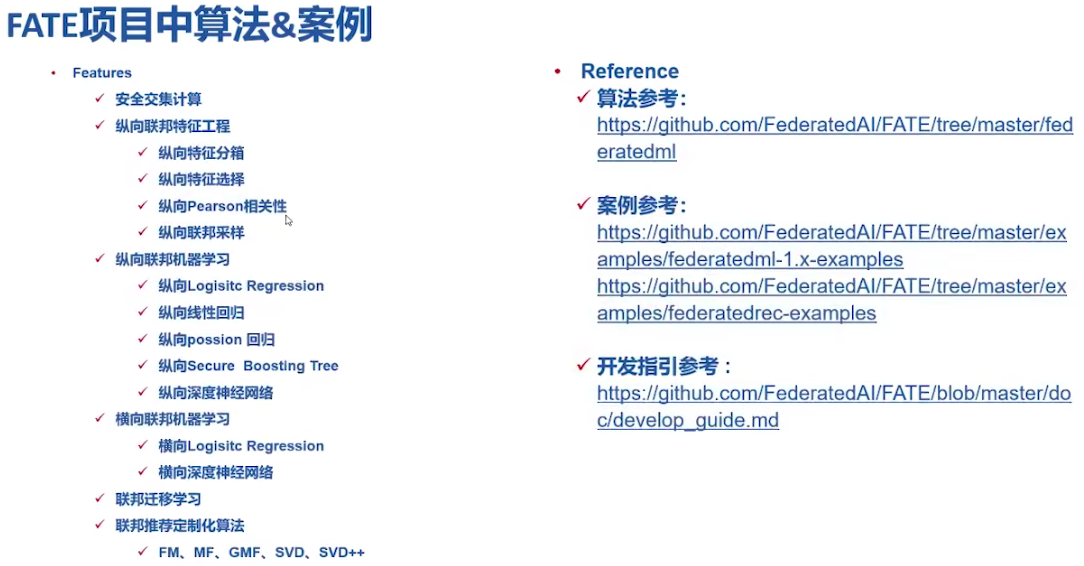 FATE项目中算法&案例
Features
安全交集计算
纵向联邦特征工程
纵向特征分箱
纵向特征选择
纵向Pearson相关性
纵向联邦采样
纵向联邦机器学习
纵向Logisitc Regression
纵向线性回归
纵向possion 回归
纵向Secure Boosting Tree
纵向深度神经网络
横向联邦机器学习
横向Logisitc Regression
横向深度神经网络
联邦迁移学习
联邦推荐定制化算法
FM、MF、GMF、SVD、SVD++
Reference
算法参考：
https://github.com/FederatedAI/FATE/tree/master/fed
eratedml
案例参考：
https://github.com/FederatedAI/FATE/tree/master/ex
amples/federatedml-1.x-examples
https://github.com/FederatedAI/FATE/tree/master/ex
amples/federatedrec-examples
开发指引参考：
https://github.com/FederatedAI/FATE/blob/master/do
c/develop_guide.md